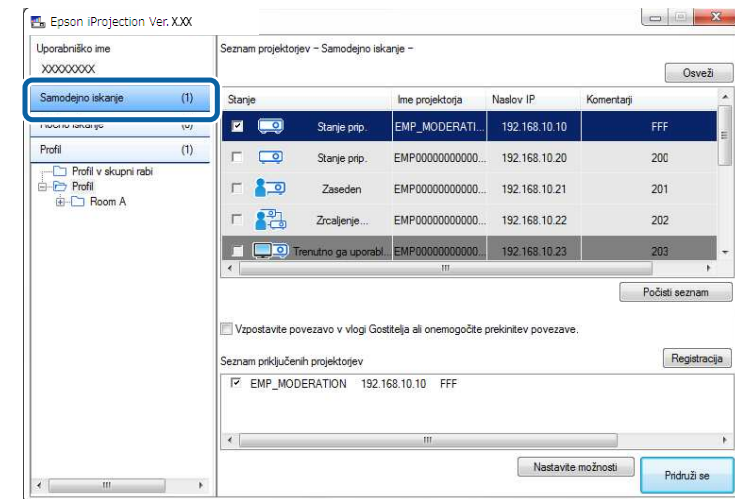 Epson iProjection Ver. X.XX
Uporabniško ime
XXXXXXXX
Samodejno iskanje (1)
Ročno iskanje (0)
Profil (1)
Profil v skupni rabi
Profil
Room A
Seznam projektorjev – Samodejno iskanje –
Osveži
Stanje Ime projektorja Naslov IP Komentarji
Stanje prip. EMP_MODERATI... 192.168.10.10 FFF
Stanje prip. EMP00000000000... 192.168.10.20 200
Zaseden EMP00000000000... 192.168.10.21 201
Zrcaljenje... EMP00000000000... 192.168.10.22 202
Trenutno ga uporabl... EMP00000000000... 192.168.10.23 203
Počisti seznam
Vzpostavite povezavo v vlogi Gostitelja ali onemogočite prekinitev povezave.
Seznam priključenih projektorjev
Registracija
EMP_MODERATION 192.168.10.10 FFF
Nastavite možnosti
Pridruži se